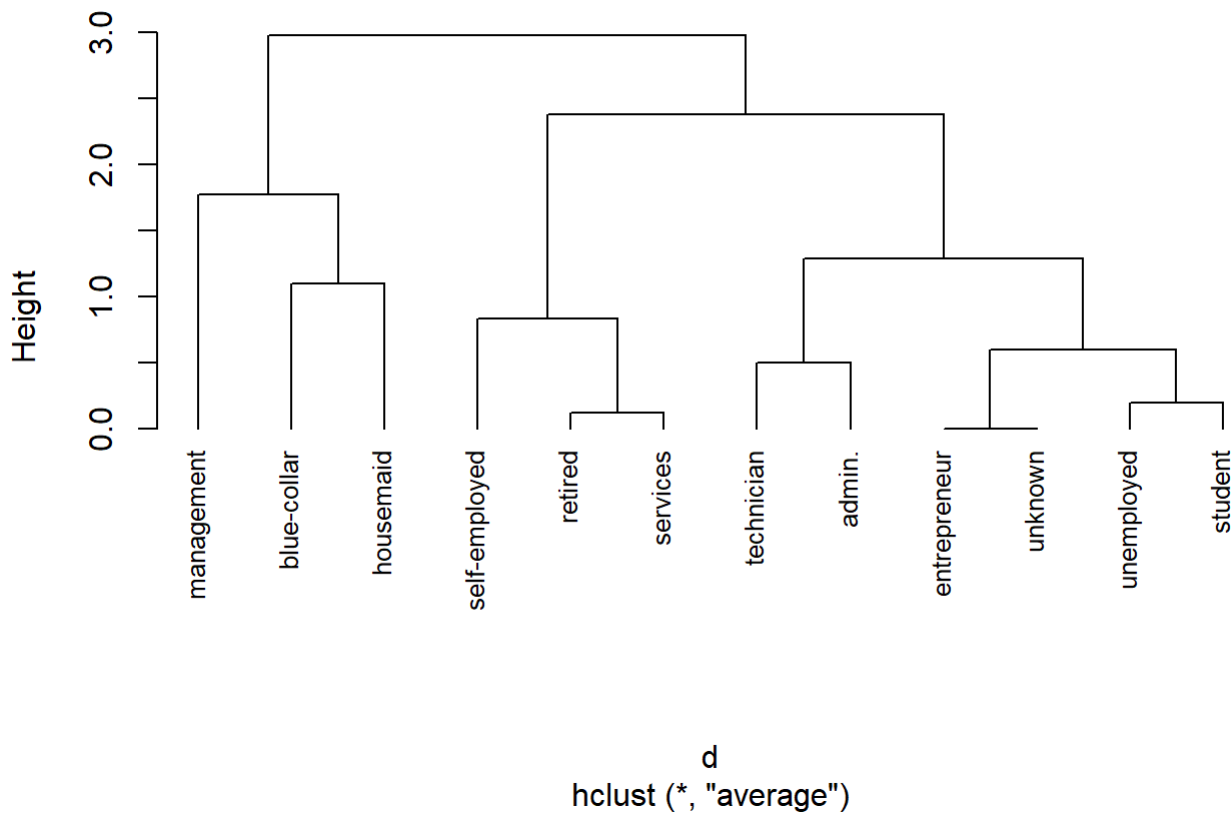 Height
3.0
2.0
1.0
0.0
management
blue-collar
housemaid
self-employed
retired
services
technician
admin.
entrepreneur
unknown
unemployed
student
d
hclust (*, "average")